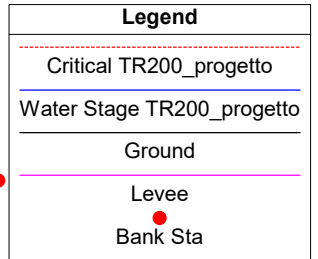 Legend
Critical TR200_progetto
Water Stage TR200_progetto
Ground
Levee
Bank Sta